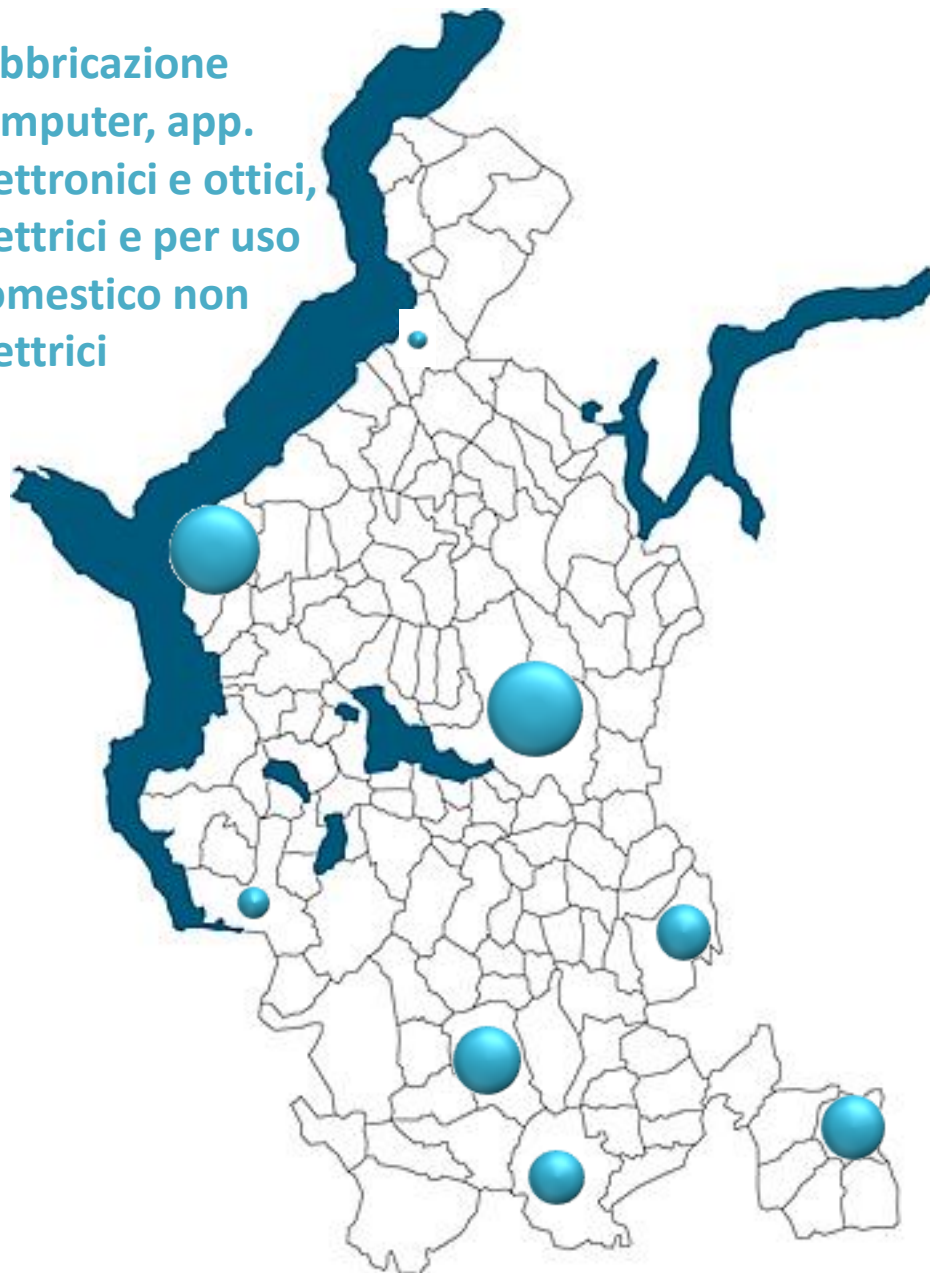 bbricazione
mputer, app.
ettronici e ottici,
ettrici e per uso
omestico non
ettrici